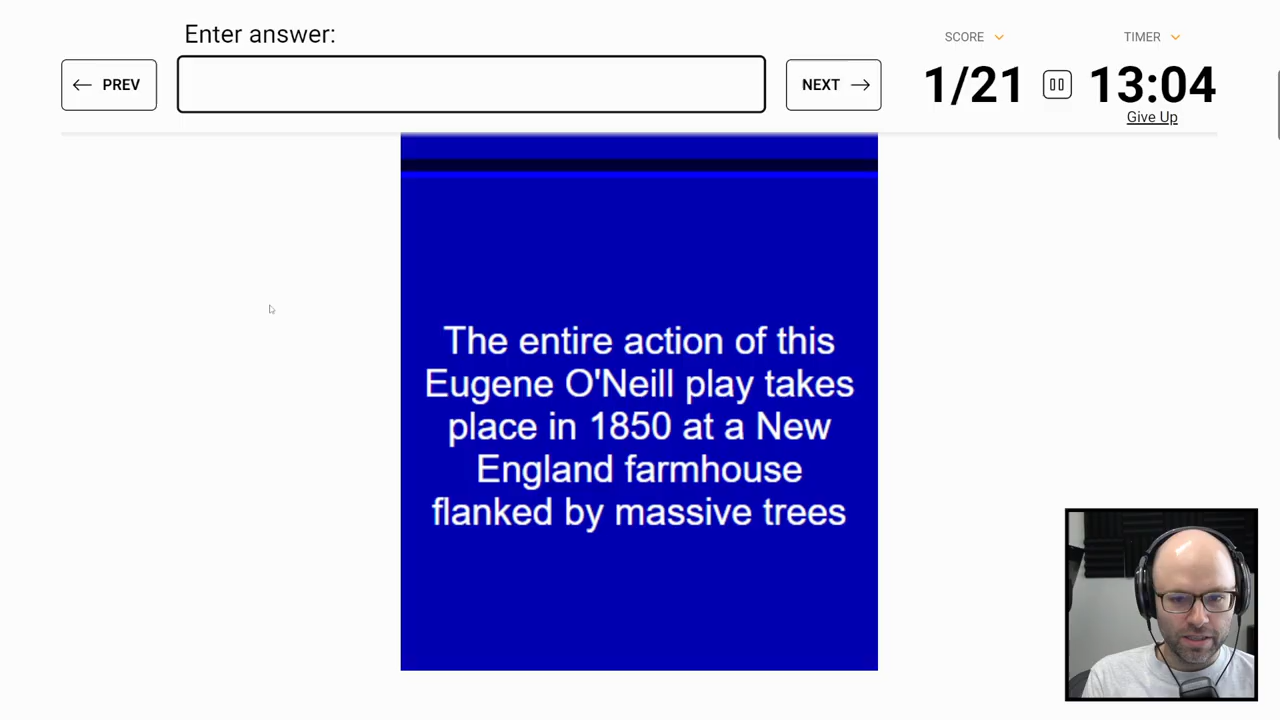 Enter answer:
SCORE
TIMER
← PREV
NEXT →
1/21
13:04
Give Up
The entire action of this
Eugene O'Neill play takes
place in 1850 at a New
England farmhouse
flanked by massive trees